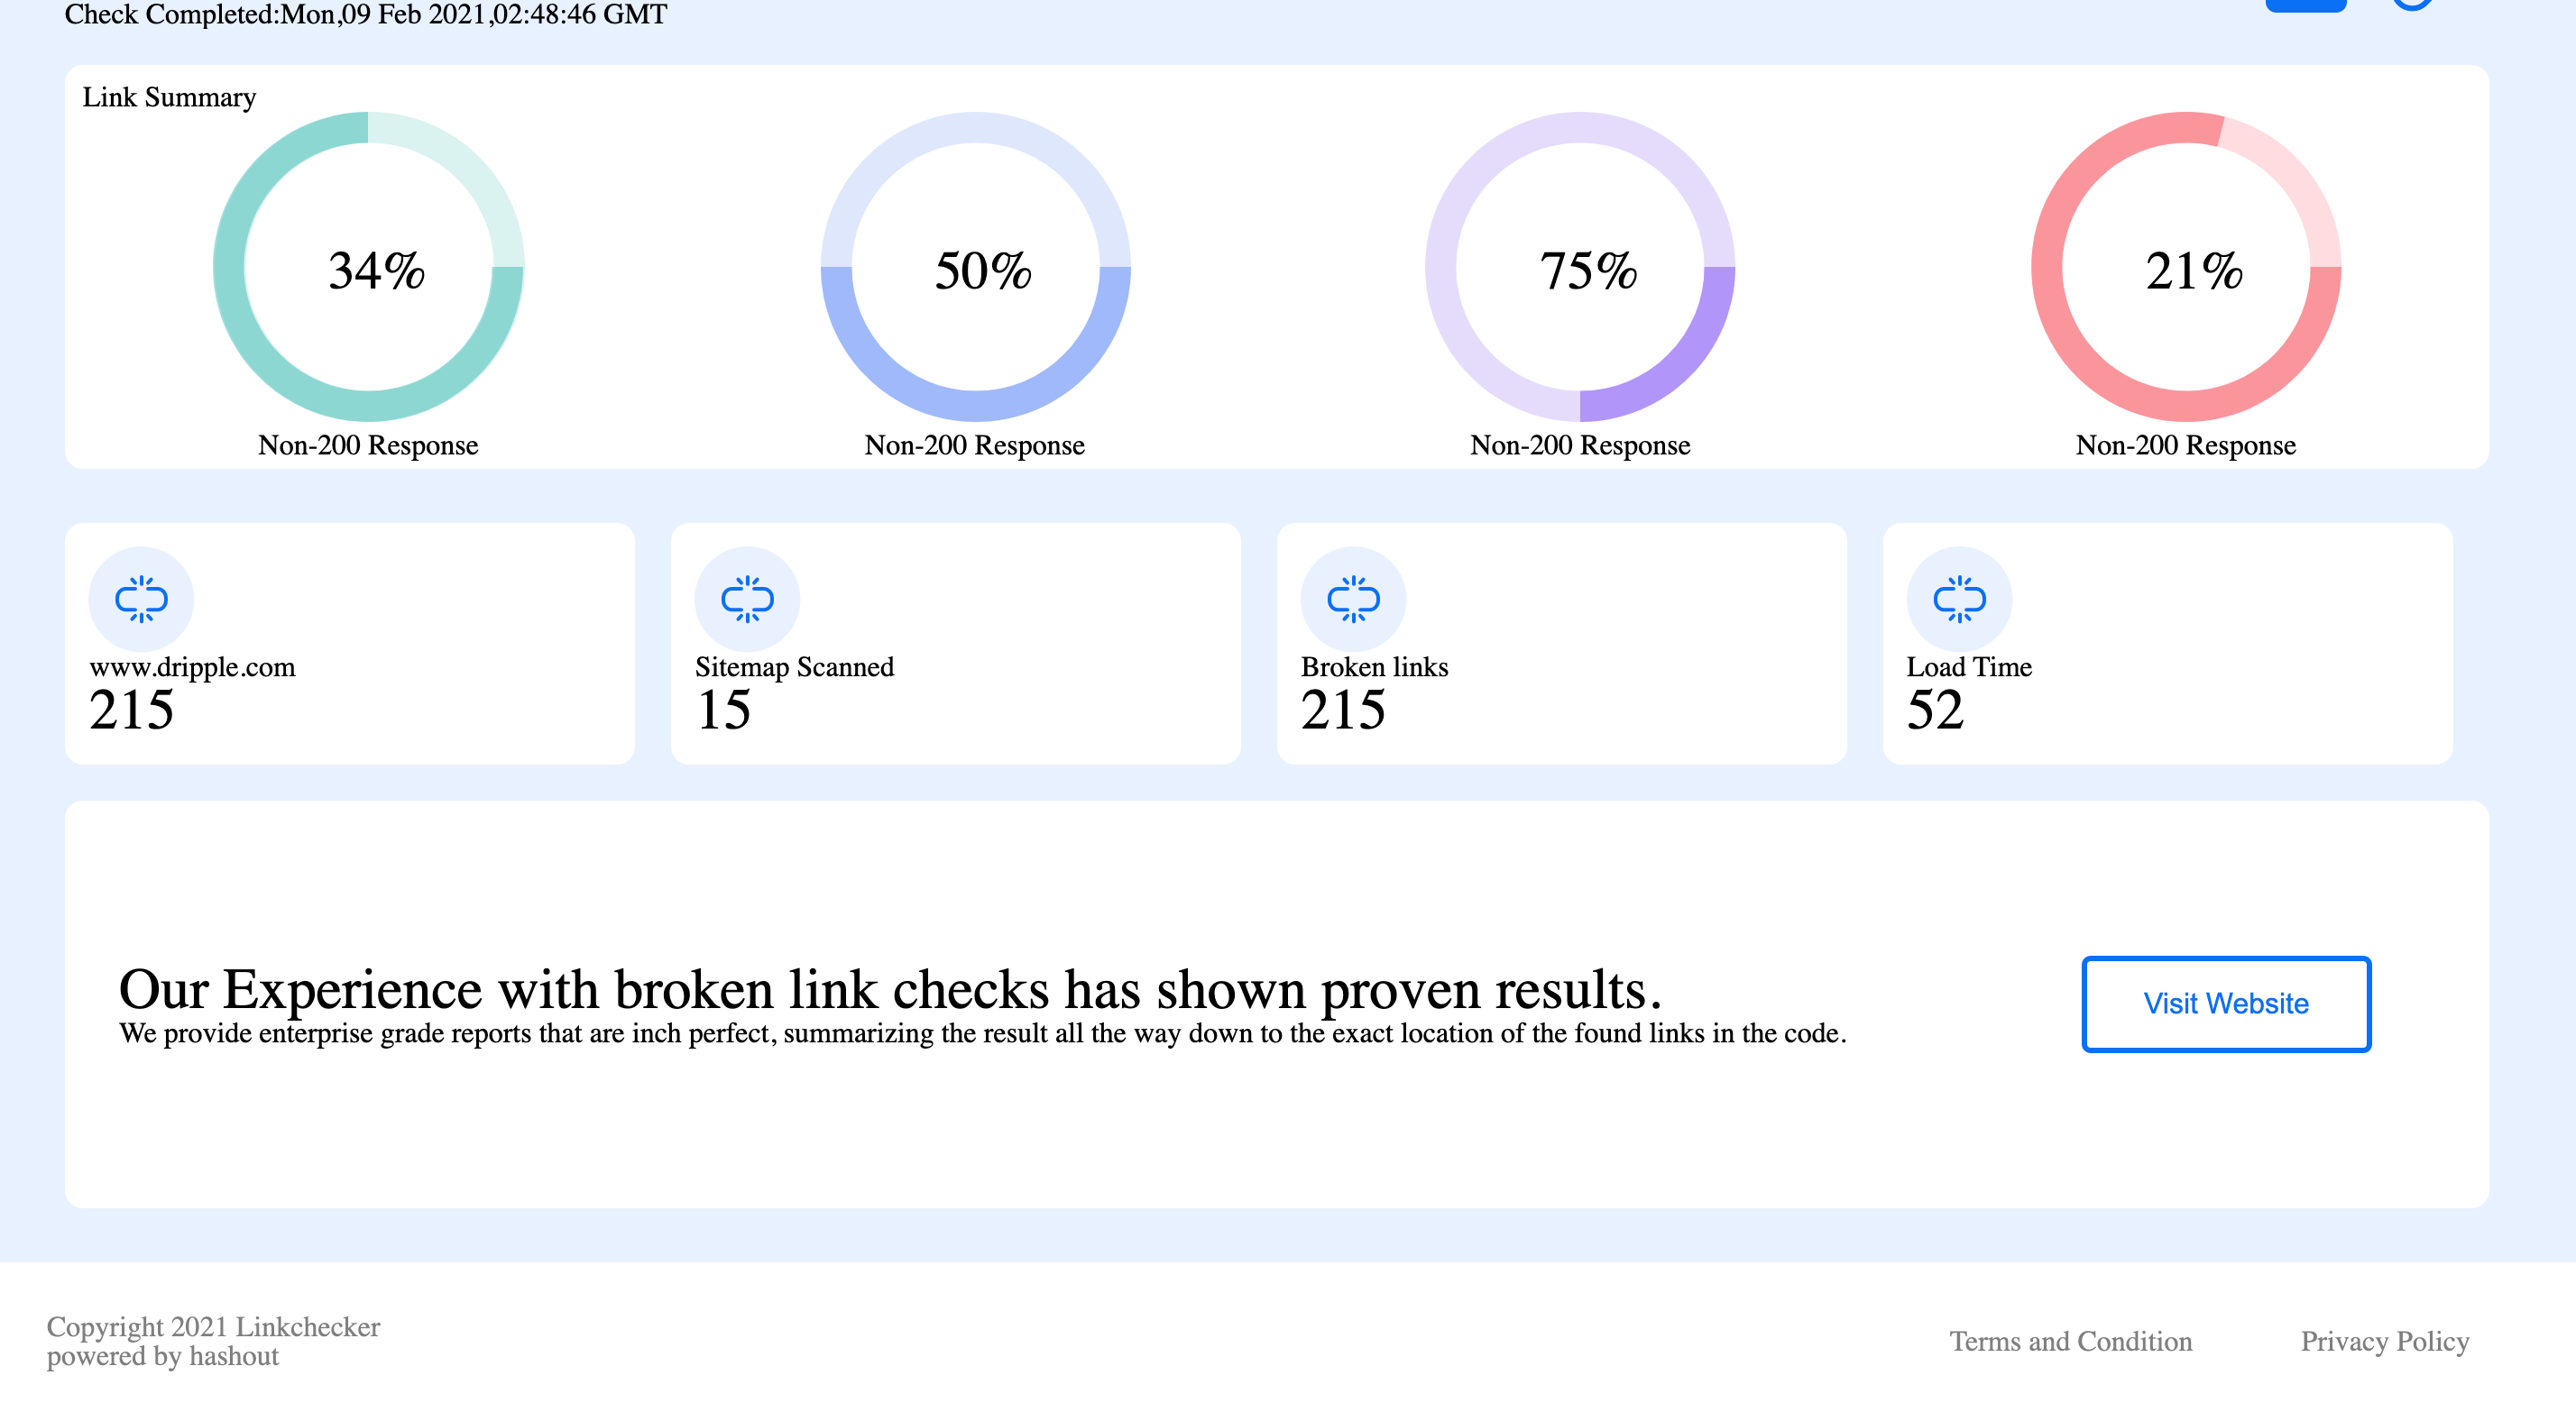 Check Completed:Mon,09 Feb 2021,02:48:46 GMT
Link Summary
34%
50%
75%
21%
Non-200 Response
Non-200 Response
Non-200 Response
Non-200 Response
www.dripple.com
215
Sitemap Scanned
15
Broken links
215
Load Time
52
Our Experience with broken link checks has shown proven results.
We provide enterprise grade reports that are inch perfect, summarizing the result all the way down to the exact location of the found links in the code.
Visit Website
Copyright 2021 Linkchecker
powered by hashout
Terms and Condition
Privacy Policy